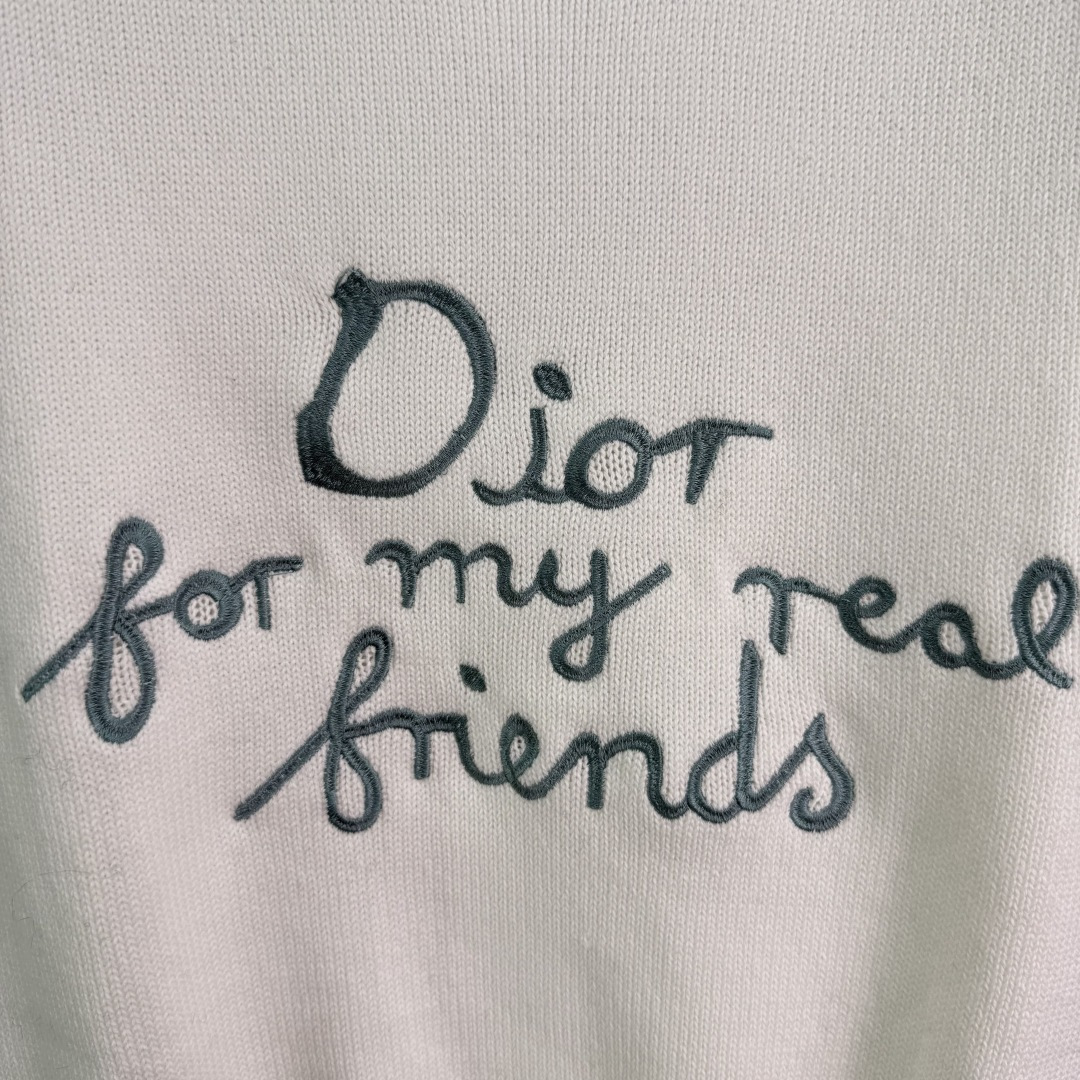 Dior
for my real
friends